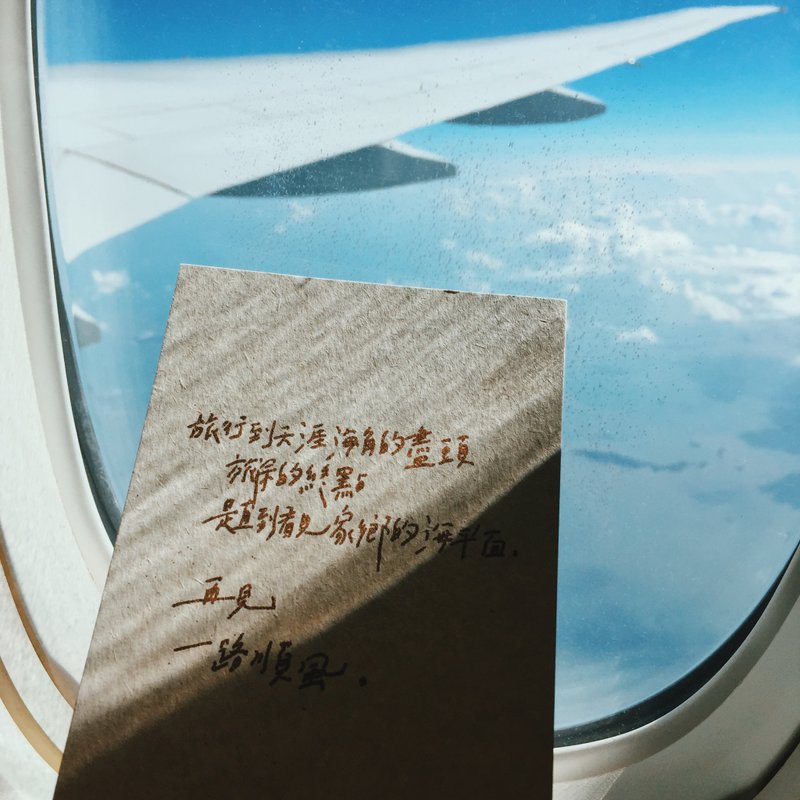 旅行到天涯海角的盡頭
旅程的終點
是直到看見家鄉的海平面.
再見
一路順風.